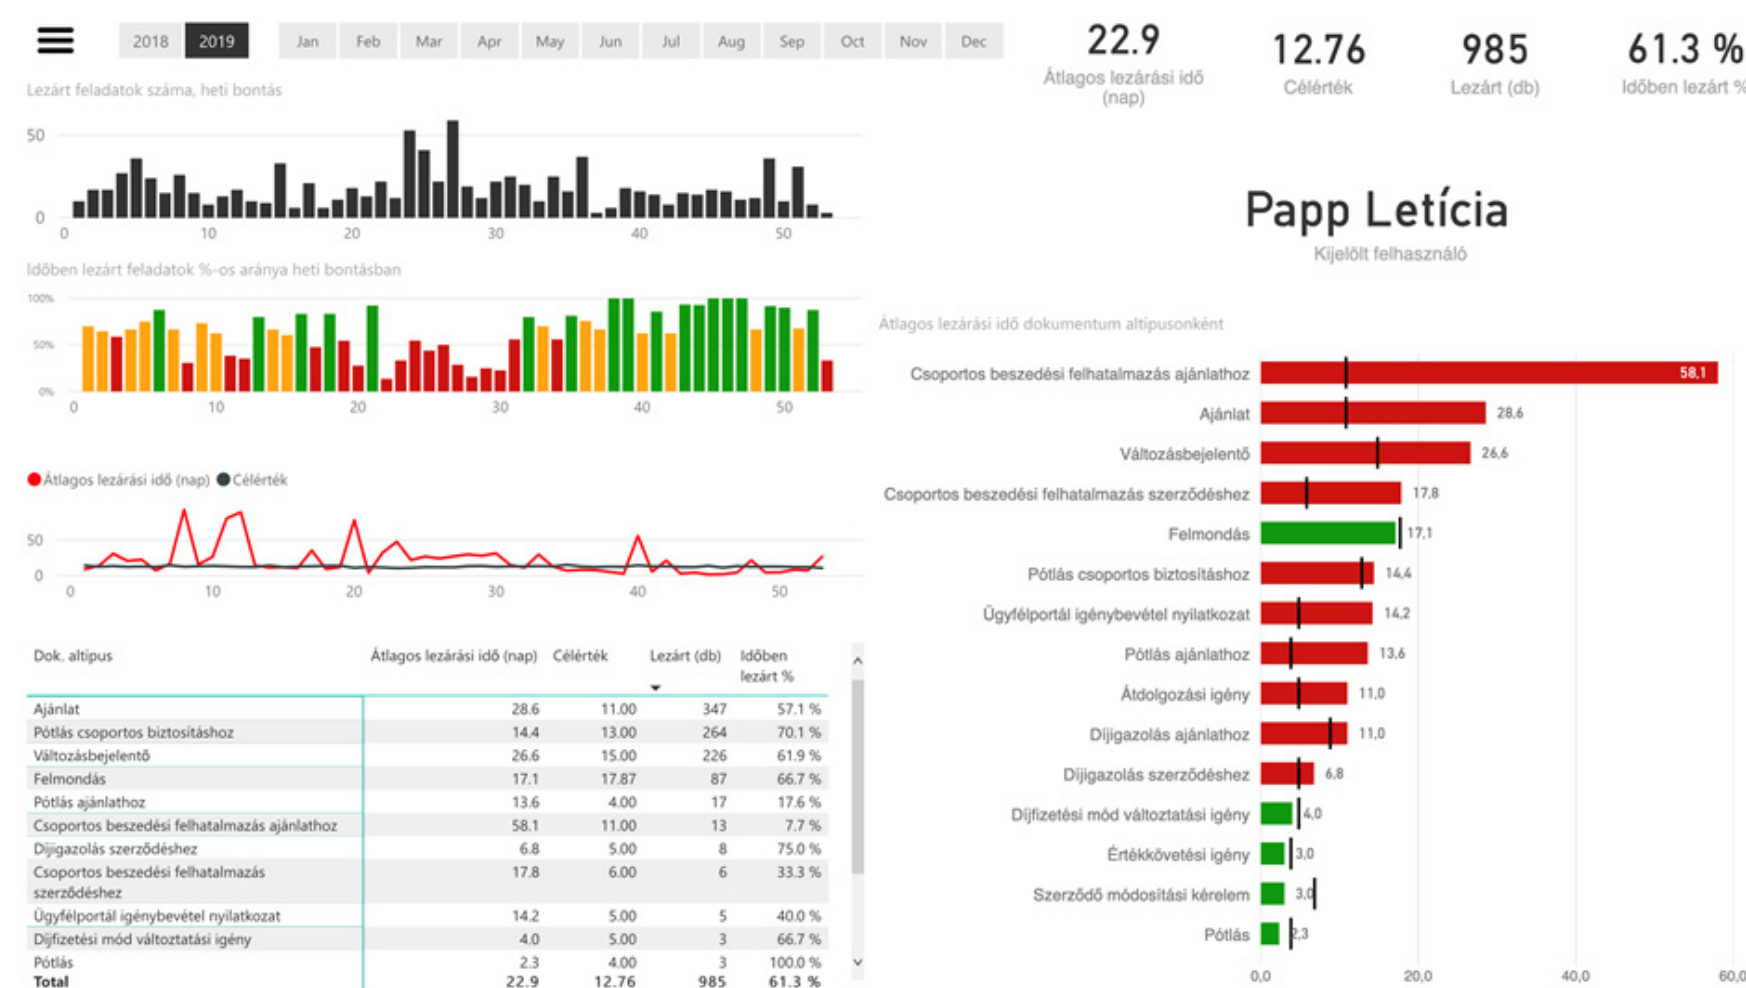 2018 2019 Jan Feb Mar Apr May Jun Jul Aug Sep Oct Nov Dec
22.9
Átlagos lezárási idő
(nap)
12.76
Célérték
985
Lezárt (db)
61.3 %
Időben lezárt %
Lezárt feladatok száma, heti bontás
50
0
0 10 20 30 40 50
Időben lezárt feladatok %-os aránya heti bontásban
100%
50%
0%
0 10 20 30 40 50
Átlagos lezárási idő (nap) Célérték
50
0
0 10 20 30 40 50
Dok. altípus Átlagos lezárási idő (nap) Célérték Lezárt (db) Időben
lezárt %
Ajánlat 28.6 11.00 347 57.1 %
Pótlás csoportos biztosításhoz 14.4 13.00 264 70.1 %
Változásbejelentő 26.6 15.00 226 61.9 %
Felmondás 17.1 17.87 87 66.7 %
Pótlás ajánlathoz 13.6 4.00 17 17.6 %
Csoportos beszedési felhatalmazás ajánlathoz 58.1 11.00 13 7.7 %
Díjigazolás szerződéshez 6.8 5.00 8 75.0 %
Csoportos beszedési felhatalmazás 17.8 6.00 6 33.3 %
szerződéshez
Ügyfélportál igénybevétel nyilatkozat 14.2 5.00 5 40.0 %
Díjfizetési mód változtatási igény 4.0 5.00 3 66.7 %
Pótlás 2.3 4.00 3 100.0 %
Total 22.9 12.76 985 61.3 %
Papp Letícia
Kijelölt felhasználó
Átlagos lezárási idő dokumentum altípusonként
Csoportos beszedési felhatalmazás ajánlathoz 58,1
Ajánlat 28,6
Változásbejelentő 26,6
Csoportos beszedési felhatalmazás szerződéshez 17,8
Felmondás 17,1
Pótlás csoportos biztosításhoz 14,4
Ügyfélportál igénybevétel nyilatkozat 14,2
Pótlás ajánlathoz 13,6
Átdolgozási igény 11,0
Díjigazolás ajánlathoz 11,0
Díjigazolás szerződéshez 6,8
Díjfizetési mód változtatási igény 4,0
Értékkövetési igény 3,0
Szerződő módosítási kérelem 3,0
Pótlás 2,3
0,0 20,0 40,0 60,0